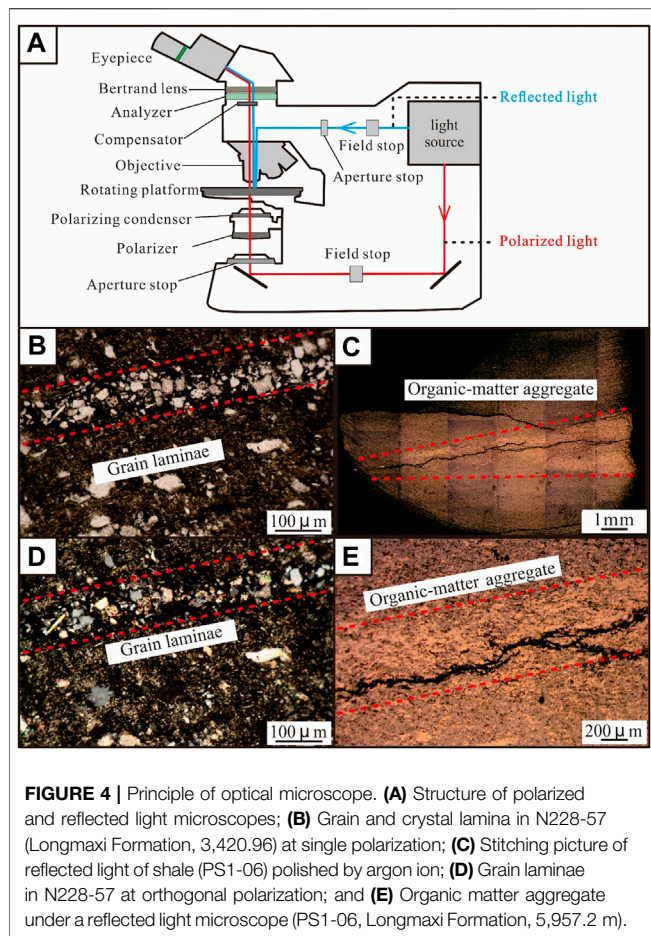 A
Eyepiece
Bertrand lens
Analyzer
Compensator
Objective
Rotating platform
Polarizing condenser
Polarizer
Aperture stop
Reflected light
light
source
Field stop
Aperture stop
Field stop
Polarized light
B
Grain laminae
100 μm
C
Organic-matter aggregate
1mm
D
Grain laminae
100 μm
E
Organic-matter aggregate
200 μm
FIGURE 4 | Principle of optical microscope. (A) Structure of polarized
and reflected light microscopes; (B) Grain and crystal lamina in N228-57
(Longmaxi Formation, 3,420.96) at single polarization; (C) Stitching picture of
reflected light of shale (PS1-06) polished by argon ion; (D) Grain laminae
in N228-57 at orthogonal polarization; and (E) Organic matter aggregate
under a reflected light microscope (PS1-06, Longmaxi Formation, 5,957.2 m).